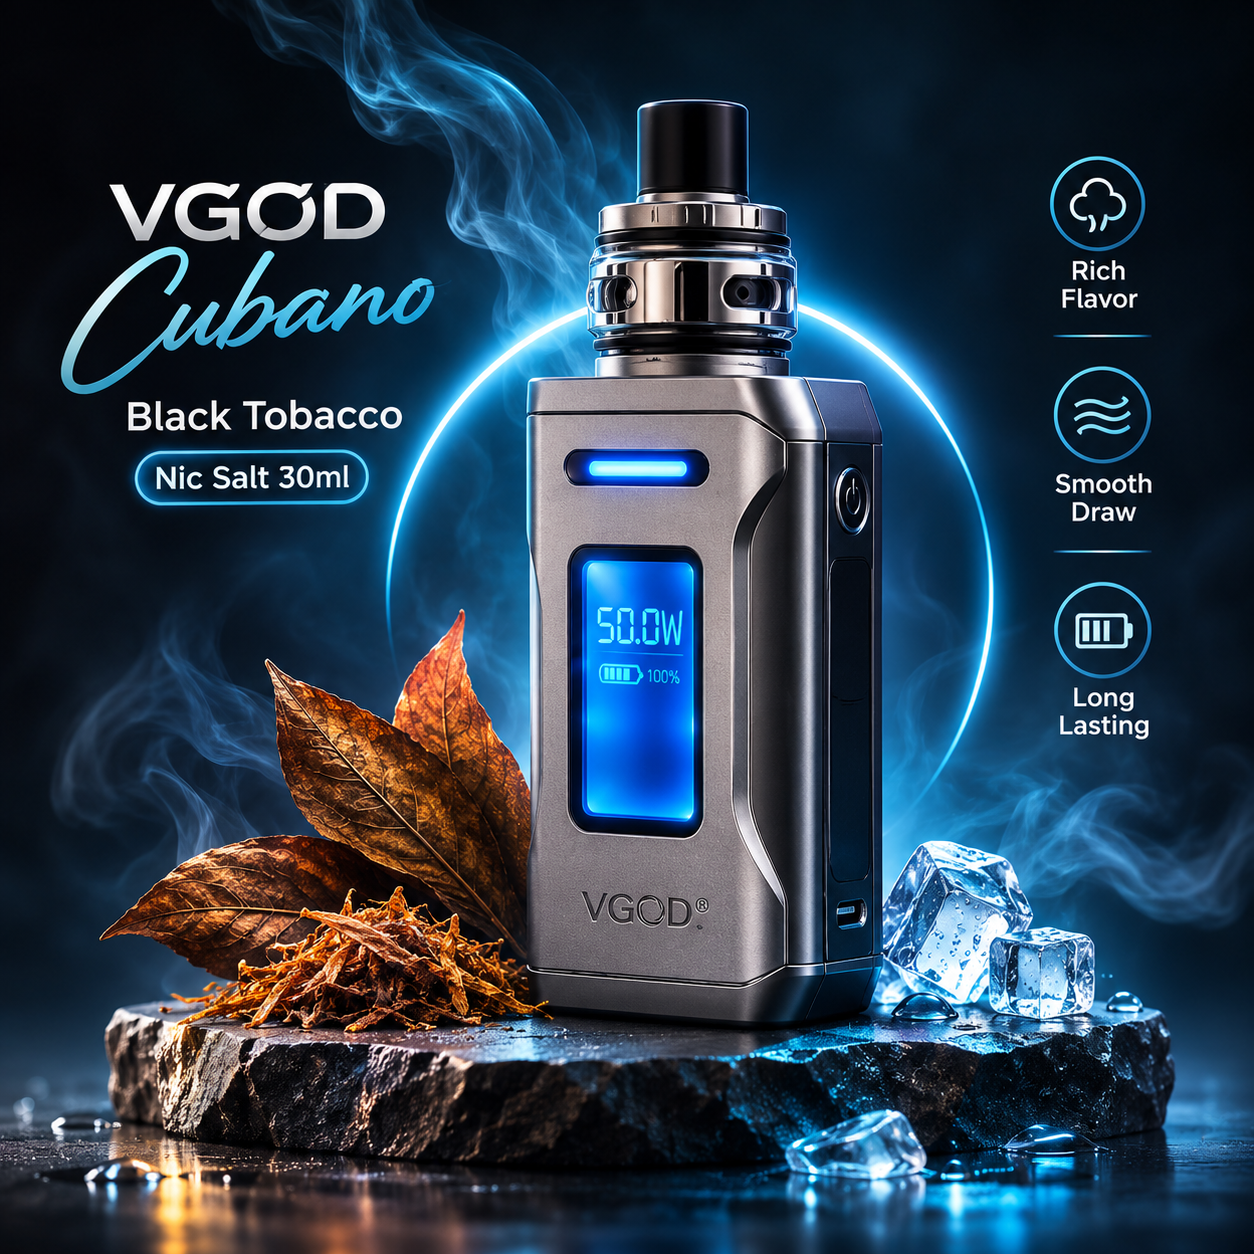 VGOD
Cubano
Black Tobacco
Nic Salt 30ml
Rich
Flavor
Smooth
Draw
Long
Lasting
50.0W
100%
VGOD®